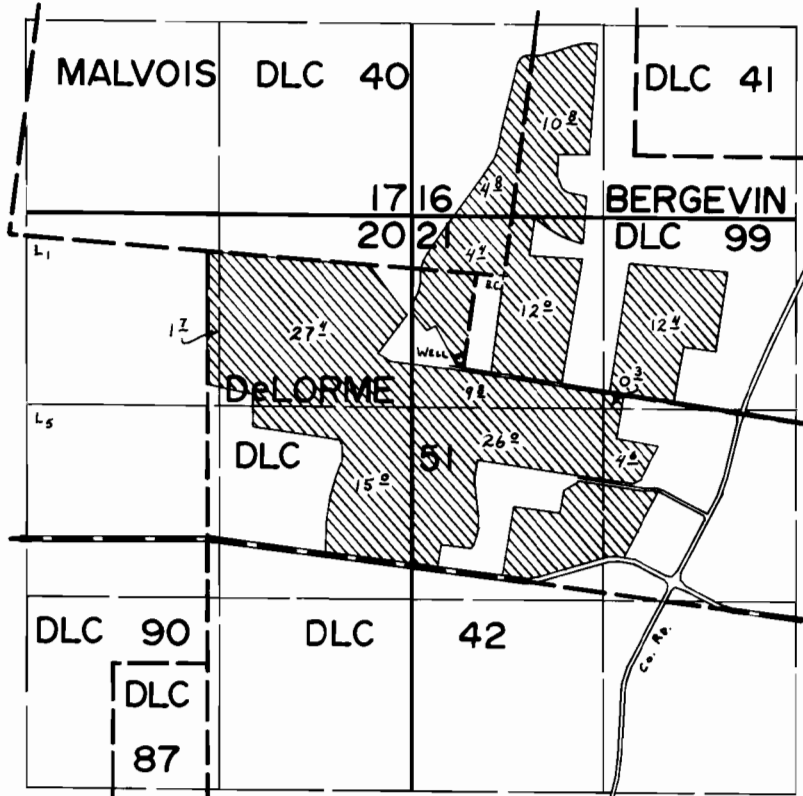 MALVOIS DLC 40
DLC 41
10 8
4 8
17 16
BERGEVIN
20 21
DLC 99
L1
4 4
1 7
27 4
12 0
12 4
WELL
0 3
DeLORME
9 8
L5
DLC 51
26 0
15 0
DLC 90
DLC 42
DLC
87
Co. RD.